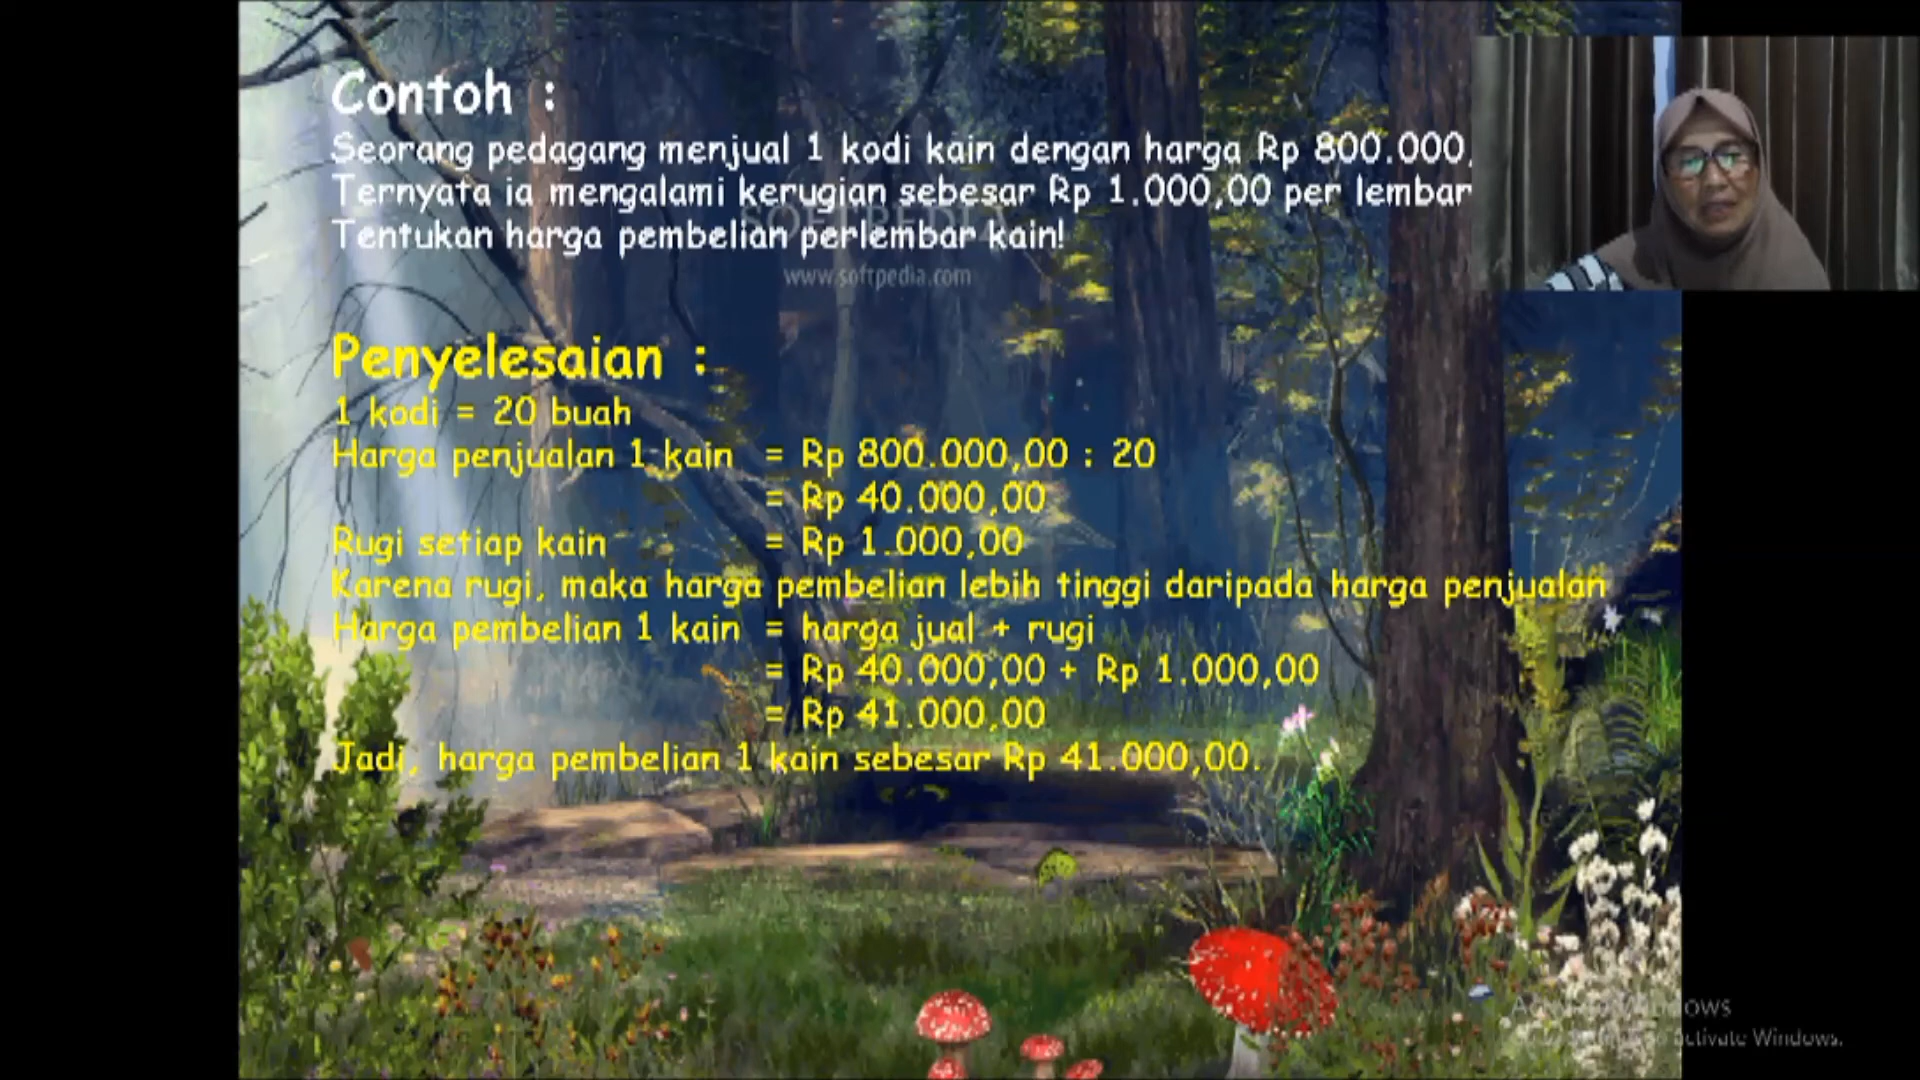 Contoh :
Seorang pedagang menjual 1 kodi kain dengan harga Rp 800.000,
Ternyata ia mengalami kerugian sebesar Rp 1.000,00 per lembar
Tentukan harga pembelian perlembar kain!
SOFTPEDIA
www.softpedia.com
Penyelesaian :
1 kodi = 20 buah
Harga penjualan 1 kain = Rp 800.000,00 : 20
= Rp 40.000,00
Rugi setiap kain = Rp 1.000,00
Karena rugi, maka harga pembelian lebih tinggi daripada harga penjualan
Harga pembelian 1 kain = harga jual + rugi
= Rp 40.000,00 + Rp 1.000,00
= Rp 41.000,00
Jadi, harga pembelian 1 kain sebesar Rp 41.000,00.
activate Windows.